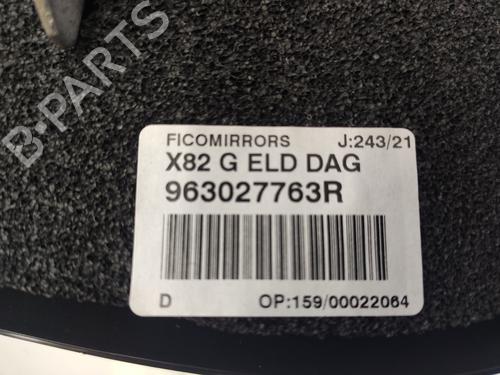 B-PARTS
FICOMIRRORS J:243/21
X82 G ELD DAG
963027763R
D OP:159/00022064